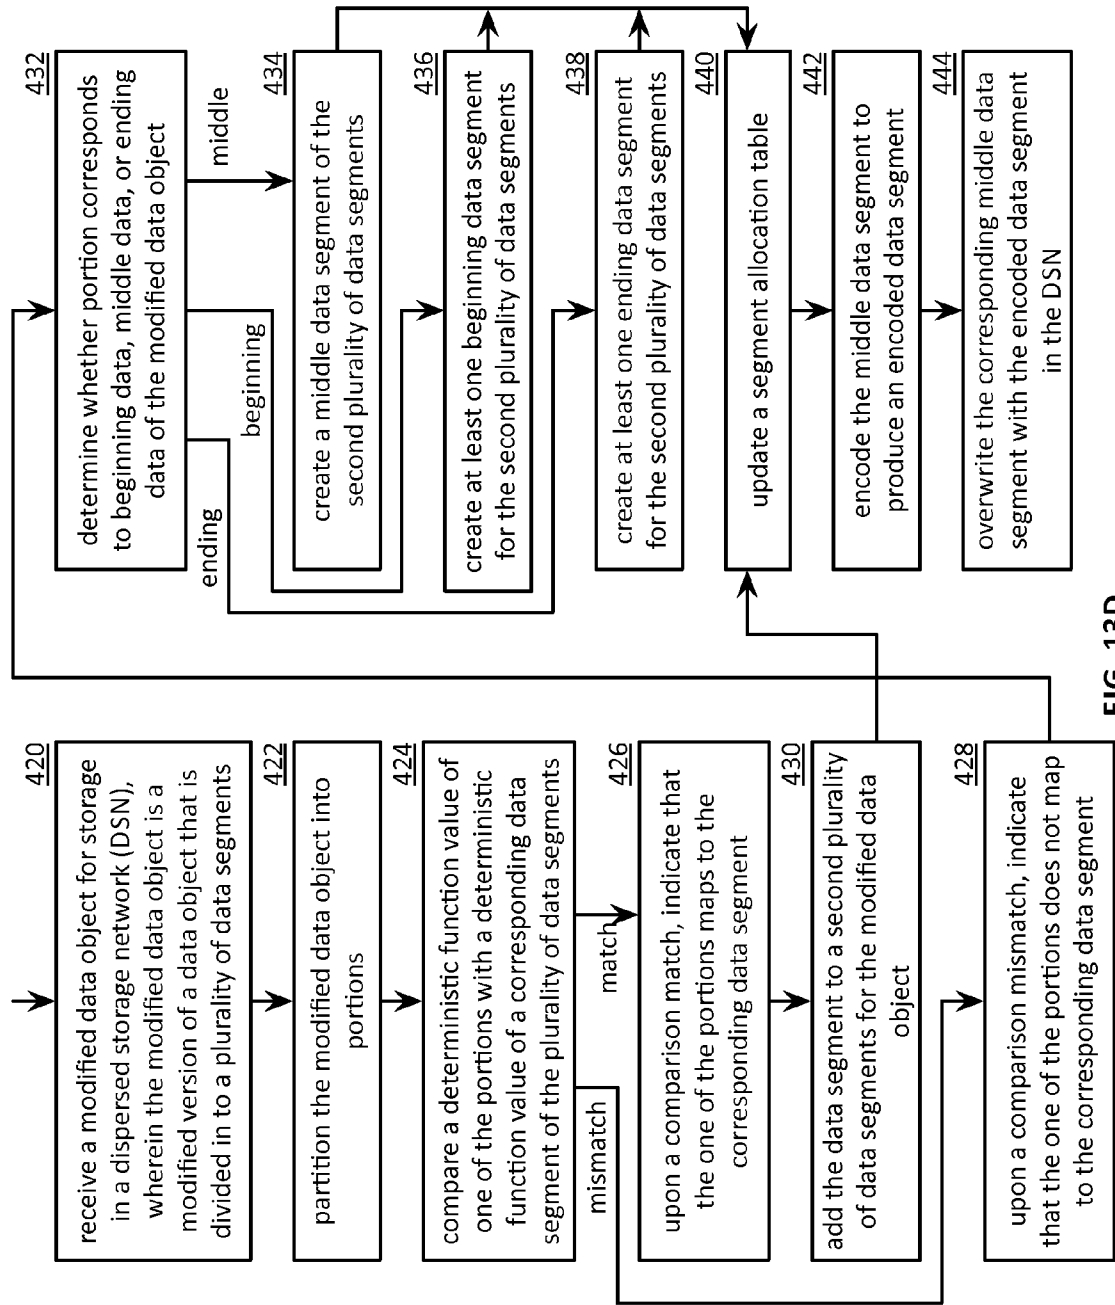 420
receive a modified data object for storage
in a dispersed storage network (DSN),
wherein the modified data object is a
modified version of a data object that is
divided in to a plurality of data segments
422
partition the modified data object into
portions
424
compare a deterministic function value of
one of the portions with a deterministic
function value of a corresponding data
segment of the plurality of data segments
mismatch
match
426
upon a comparison match, indicate that
the one of the portions maps to the
corresponding data segment
430
add the data segment to a second plurality
of data segments for the modified data
object
428
upon a comparison mismatch, indicate
that the one of the portions does not map
to the corresponding data segment
432
determine whether portion corresponds
to beginning data, middle data, or ending
data of the modified data object
ending
beginning
middle
434
create a middle data segment of the
second plurality of data segments
436
create at least one beginning data segment
for the second plurality of data segments
438
create at least one ending data segment
for the second plurality of data segments
440
update a segment allocation table
442
encode the middle data segment to
produce an encoded data segment
444
overwrite the corresponding middle data
segment with the encoded data segment
in the DSN
FIG. 13D